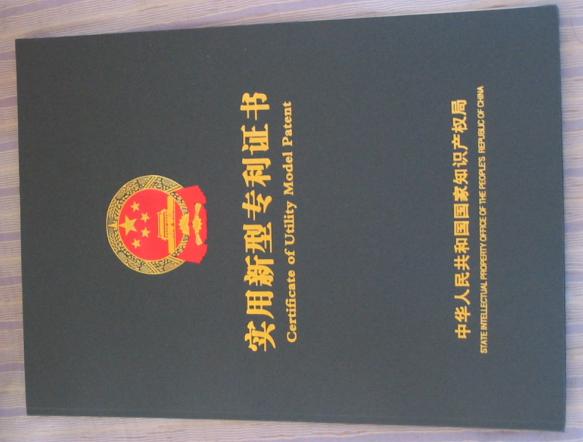 实用新型专利证书
Certificate of Utility Model Patent
中华人民共和国国家知识产权局
STATE INTELLECTUAL PROPERTY OFFICE OF THE PEOPLE'S REPUBLIC OF CHINA